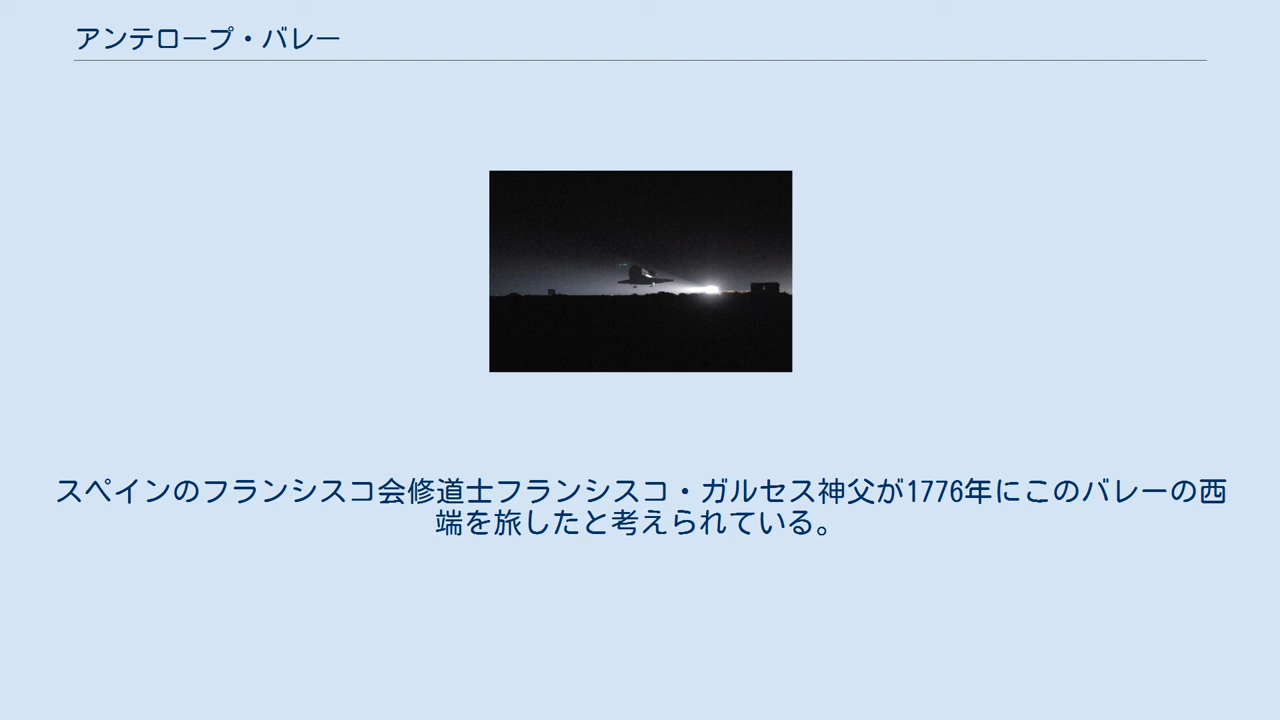 アンテロープ・バレー
スペインのフランシスコ会修道士フランシスコ・ガルセス神父が1776年にこのバレーの西
端を旅したと考えられている。